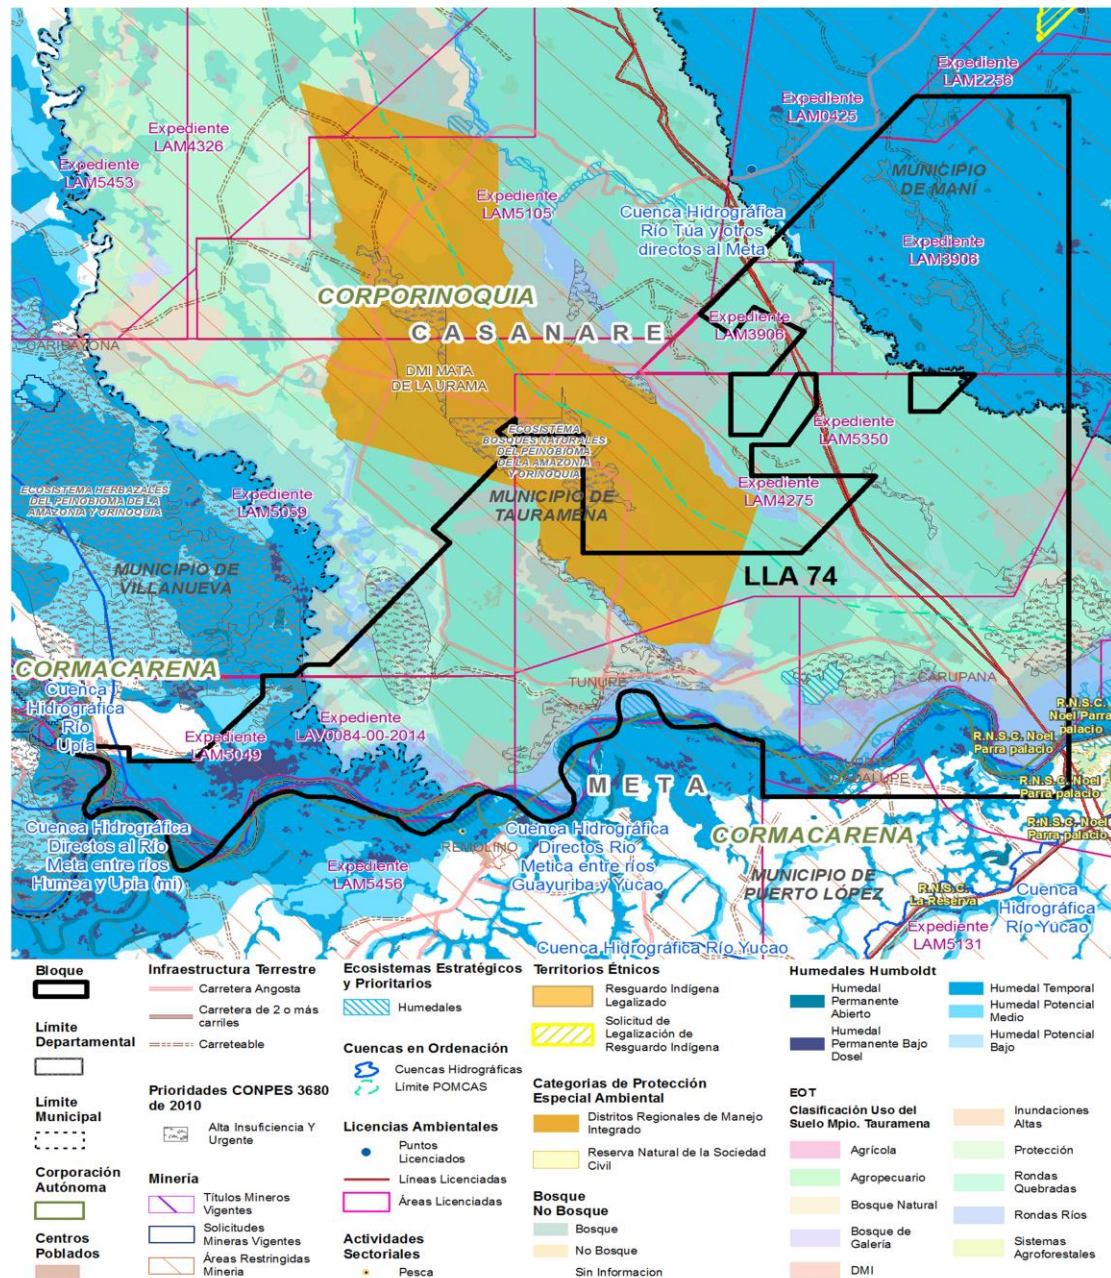 Expediente
LAM2256
Expediente
LAM0425
Expediente
LAM4326
Expediente
LAM5453
MUNICIPIO
DE MANÍ
Expediente
LAM5105
Cuenca Hidrográfica
Río Túa y otros
directos al Meta
Expediente
LAM3906
CORPORINOQUIA
CASANARE
Expediente
LAM3906
DMI MATA
DE LA URAMA
ECOSISTEMA
BOSQUES NATURALES
DEL PEINOBIOMA
DE LA AMAZONIA
Y ORINOQUIA
Expediente
LAM5350
ECOSISTEMA HERBAZALES
DEL PEINOBIOMA DE LA
AMAZONIA Y ORINOQUIA
Expediente
LAM5059
MUNICIPIO DE
TAURAMENA
Expediente
LAM4275
MUNICIPIO DE
VILLANUEVA
LLA 74
CORMACARENA
Cuenca
Hidrográfica
Río
Upía
TUNUPE
CARUPANA
Expediente
LAM5049
Expediente
LAV0084-00-2014
R.N.S.C.
Noel Parra
palacio
R.N.S.C. Noel
Parra palacio
R.N.S.C. Noel
Parra palacio
R.N.S.C. Noel
Parra palacio
META
GUADALUPE
Cuenca Hidrográfica
Directos al Río
Meta entre ríos
Humea y Upía (mi)
REMOLINO
Cuenca Hidrográfica
Directos Río
Metica entre ríos
Guayuriba y Yucao
CORMACARENA
Expediente
LAM5456
MUNICIPIO DE
PUERTO LÓPEZ
R.N.S.C.
La Reserva
Cuenca
Hidrográfica
Río Yucao
Expediente
LAM5131
Cuenca Hidrográfica Río Yucao
Bloque
Límite
Departamental
Límite
Municipal
Corporación
Autónoma
Centros
Poblados
Infraestructura Terrestre
Carretera Angosta
Carretera de 2 o más
carriles
Carreteable
Prioridades CONPES 3680
de 2010
Alta Insuficiencia Y
Urgente
Minería
Títulos Mineros
Vigentes
Solicitudes
Mineras Vigentes
Áreas Restringidas
Mineria
Ecosistemas Estratégicos
y Prioritarios
Humedales
Cuencas en Ordenación
Cuencas Hidrográficas
Límite POMCAS
Licencias Ambientales
Puntos
Licenciados
Líneas Licenciadas
Áreas Licenciadas
Actividades
Sectoriales
Pesca
Territorios Étnicos
Resguardo Indígena
Legalizado
Solicitud de
Legalización de
Resguardo Indígena
Categorias de Protección
Especial Ambiental
Distritos Regionales de Manejo
Integrado
Reserva Natural de la Sociedad
Civil
Bosque
No Bosque
Bosque
No Bosque
Sin Informacion
Humedales Humboldt
Humedal
Permanente
Abierto
Humedal
Permanente Bajo
Dosel
Humedal Temporal
Humedal Potencial
Medio
Humedal Potencial
Bajo
EOT
Clasificación Uso del
Suelo Mpio. Tauramena
Agrícola
Agropecuario
Bosque Natural
Bosque de
Galería
DMI
Inundaciones
Altas
Protección
Rondas
Quebradas
Rondas Ríos
Sistemas
Agroforestales